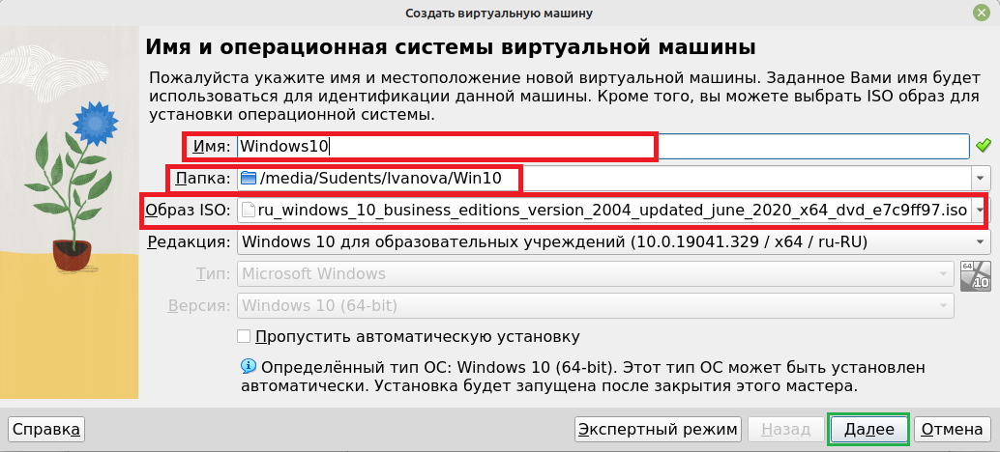 Создать виртуальную машину
Имя и операционная системы виртуальной машины
Пожалуйста укажите имя и местоположение новой виртуальной машины. Заданное Вами имя будет
использоваться для идентификации данной машины. Кроме того, вы можете выбрать ISO образ для
установки операционной системы.
Имя: Windows10
Папка: /media/Sudents/Ivanova/Win10
Образ ISO: ru_windows_10_business_editions_version_2004_updated_june_2020_x64_dvd_e7c9ff97.iso
Редакция: Windows 10 для образовательных учреждений (10.0.19041.329 / x64 / ru-RU)
Тип: Microsoft Windows
64
10
Версия: Windows 10 (64-bit)
Пропустить автоматическую установку
Определённый тип ОС: Windows 10 (64-bit). Этот тип ОС может быть установлен
автоматически. Установка будет запущена после закрытия этого мастера.
Справка Экспертный режим Назад Далее Отмена